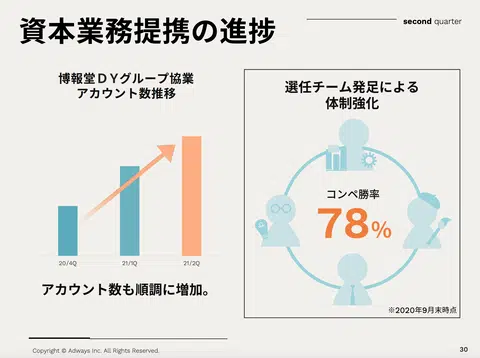 資本業務提携の進捗
second quarter
博報堂ＤＹグループ協業
アカウント数推移
20/4Q
21/1Q
21/2Q
アカウント数も順調に増加。
選任チーム発足による
体制強化
コンペ勝率
78%
※2020年9月末時点
Copyright © Adways Inc. All Rights Reserved.
30